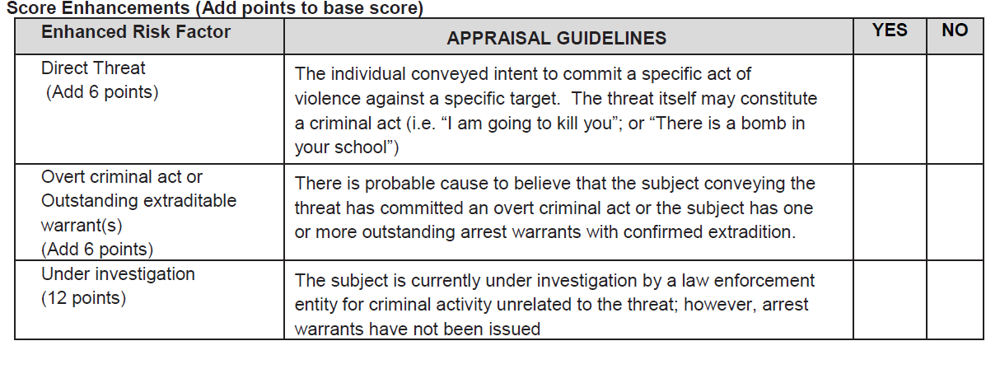 Score Enhancements (Add points to base score)
Enhanced Risk Factor
APPRAISAL GUIDELINES
YES
NO
Direct Threat
(Add 6 points)
The individual conveyed intent to commit a specific act of
violence against a specific target.  The threat itself may constitute
a criminal act (i.e. “I am going to kill you”; or “There is a bomb in
your school”)
Overt criminal act or
Outstanding extraditable
warrant(s)
(Add 6 points)
There is probable cause to believe that the subject conveying the
threat has committed an overt criminal act or the subject has one
or more outstanding arrest warrants with confirmed extradition.
Under investigation
(12 points)
The subject is currently under investigation by a law enforcement
entity for criminal activity unrelated to the threat; however, arrest
warrants have not been issued